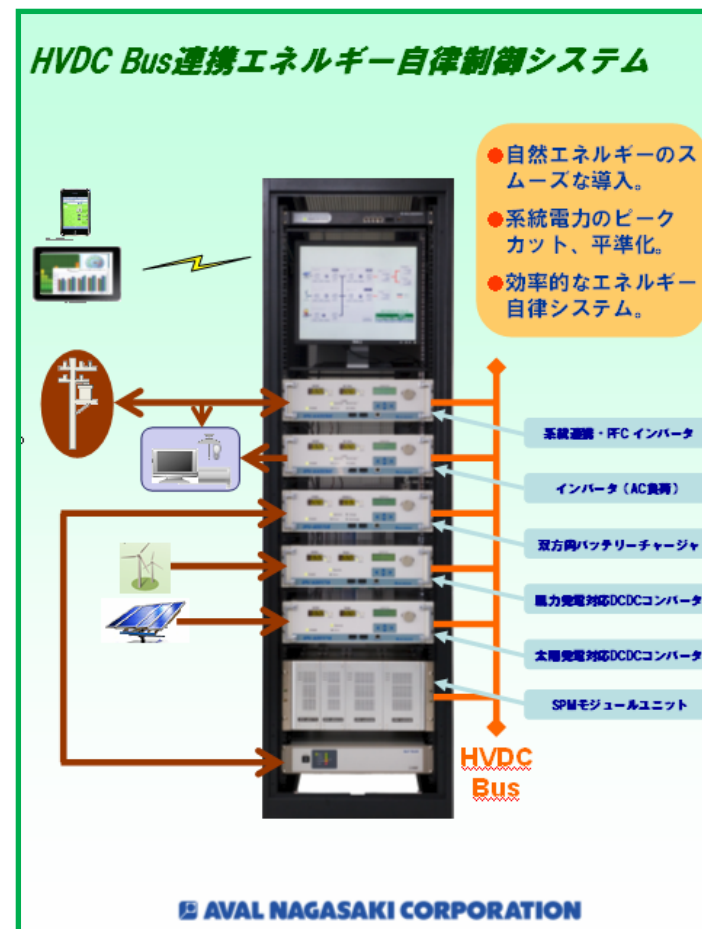 HVDC Bus連携エネルギー自律制御システム
●自然エネルギーのス
ムーズな導入。
●系統電力のピーク
カット、平準化。
●効率的なエネルギー
自律システム。
系統連携・PFC インバータ
インバータ（AC負荷）
双方向バッテリーチャージャ
風力発電対応DCDCコンバータ
太陽発電対応DCDCコンバータ
SPMモジュールユニット
HVDC
Bus
AVAL NAGASAKI CORPORATION